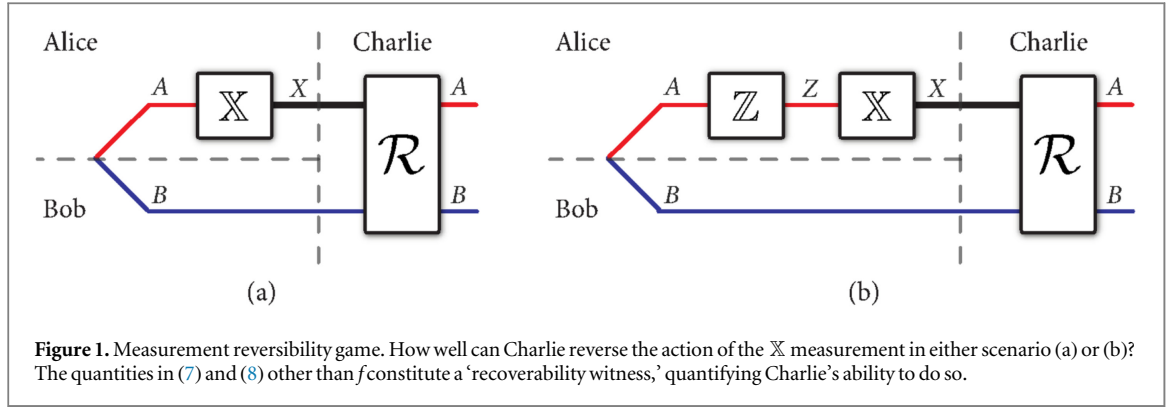 Alice
Charlie
A
𝕏
X
A
ℛ
Bob
B
B
(a)
Alice
Charlie
A
ℤ
Z
𝕏
X
A
ℛ
Bob
B
B
(b)
Figure 1. Measurement reversibility game. How well can Charlie reverse the action of the 𝕏 measurement in either scenario (a) or (b)?
The quantities in (7) and (8) other than f constitute a ‘recoverability witness,’ quantifying Charlie’s ability to do so.